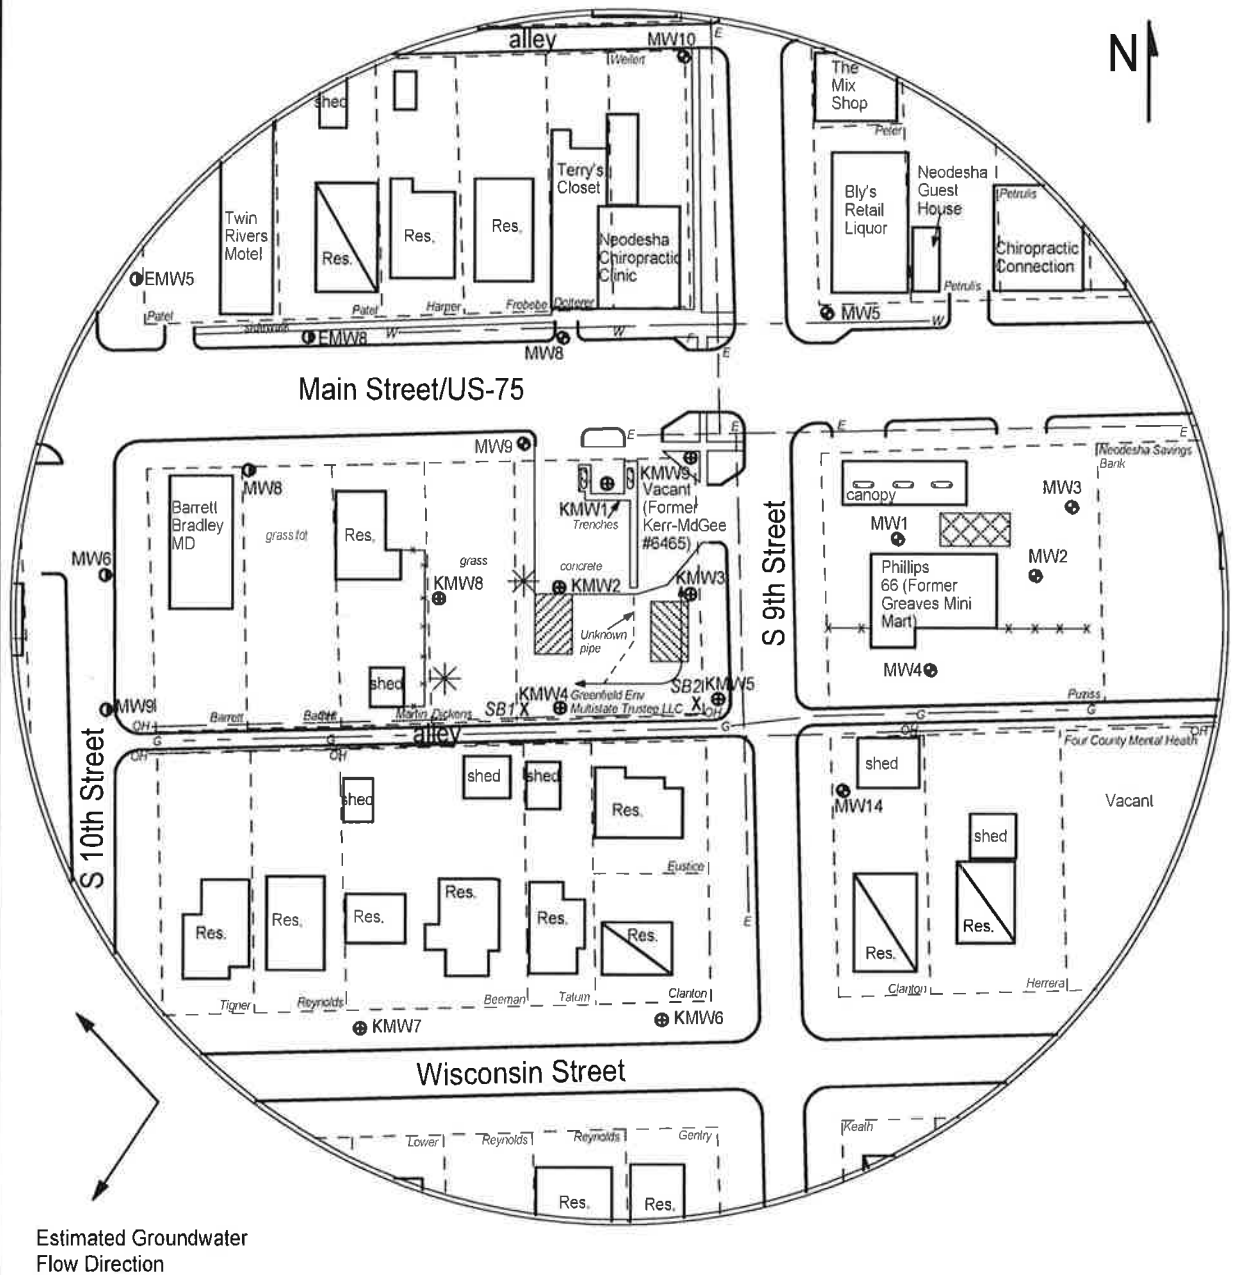 alley
MW10
N
Weilert
shed
The
Mix
Shop
Peter
Terry's
Closet
Neodesha
Guest
House
Bly's
Retail
Liquor
Petrulis
Twin
Rivers
Motel
Res.
Res.
Res.
Neodesha
Chiropractic
Clinic
Chiropractic
Connection
EMW5
Patel
Patel
Harper
Frobebe
Petrulis
sidewalk
EMW8
W
MW8
W
MW5
W
E
E
Main Street/US-75
MW9
E
E
E
E
MW8
KMW9
Vacant
(Former
Kerr-McGee
#6465)
KMW1
Trenches
Neodesha Savings
Bank
canopy
MW3
MW1
Barrett
Bradley
MD
Res.
grass
concrete
MW6
KMW8
KMW2
KMW3
MW2
Phillips
66 (Former
Greaves Mini
Mart)
S 9th Street
Unknown
pipe
shed
MW4
MW9
KMW4
Greenfield Env
Multistate Trustee LLC
SB1
SB2
KMW5
OH
Barrett
Martin
Dickens
OH
G
G
G
G
G
alley
OH
OH
OH
OH
Four County Mental Health
S 10th Street
shed
shed
shed
Res.
shed
MW14
Vacant
shed
Eustice
Res.
Res.
Res.
Res.
Res.
Res.
E
Res.
Res.
Tigner
Reynolds
Beeman
Tatum
Clanton
Clanton
Herrera
KMW7
KMW6
Wisconsin Street
Lower
Reynolds
Reynolds
Gentry
Res.
Res.
Estimated Groundwater
Flow Direction